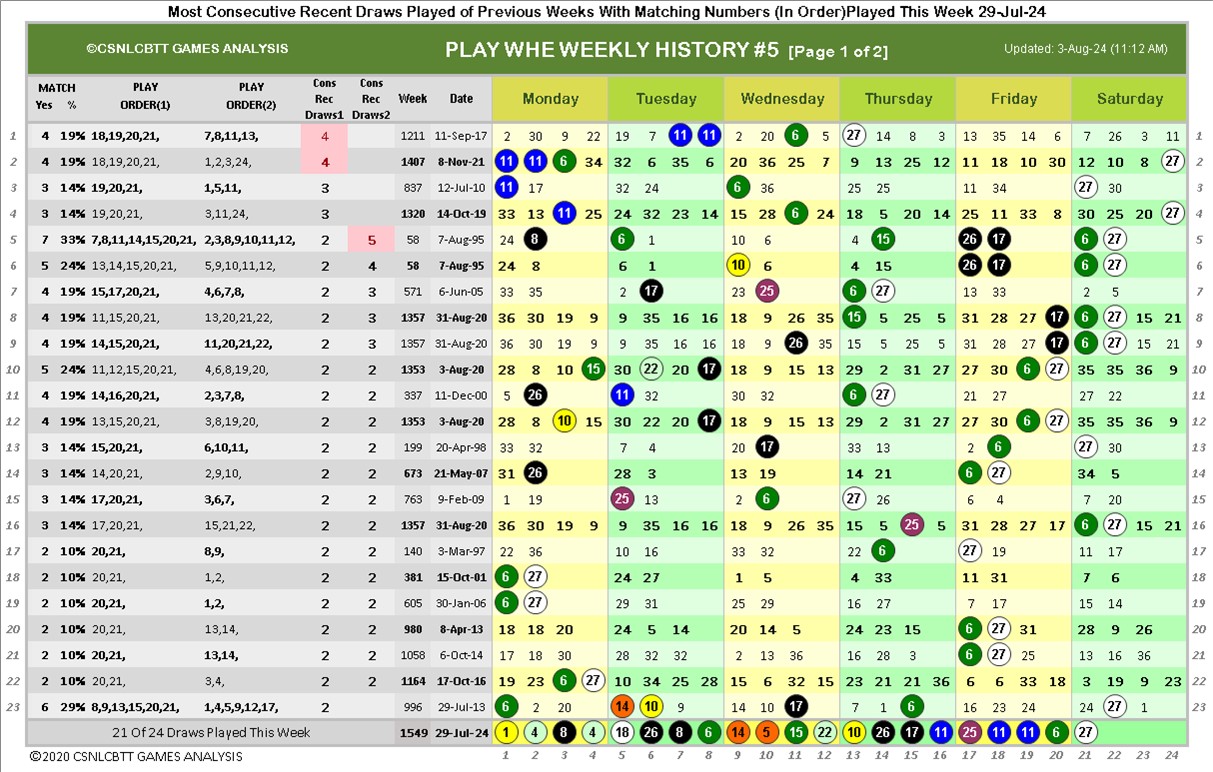 Most Consecutive Recent Draws Played of Previous Weeks With Matching Numbers (In Order)Played This Week 29-Jul-24
©CSNLCBTT GAMES ANALYSIS PLAY WHE WEEKLY HISTORY #5 [Page 1 of 2] Updated: 3-Aug-24 (11:12 AM)
MATCH Yes % PLAY ORDER(1) PLAY ORDER(2) Cons Rec Draws1 Cons Rec Draws2 Week Date Monday Tuesday Wednesday Thursday Friday Saturday
1 4 19% 18,19,20,21, 7,8,11,13, 4 1211 11-Sep-17 2 30 9 22 19 7 11 11 2 20 6 5 27 14 8 3 13 35 14 6 7 26 3 11 1
2 4 19% 18,19,20,21, 1,2,3,24, 4 1407 8-Nov-21 11 11 6 34 32 6 35 6 20 36 25 7 9 13 25 12 11 18 10 30 12 10 8 27 2
3 3 14% 19,20,21, 1,5,11, 3 837 12-Jul-10 11 17 32 24 6 36 25 25 11 34 27 30 3
4 3 14% 19,20,21, 3,11,24, 3 1320 14-Oct-19 33 13 11 25 24 32 23 14 15 28 6 24 18 5 20 14 25 11 33 8 30 25 20 27 4
5 7 33% 7,8,11,14,15,20,21, 2,3,8,9,10,11,12, 2 5 58 7-Aug-95 24 8 6 1 10 6 4 15 26 17 6 27 5
6 24% 13,14,15,20,21, 5,9,10,11,12, 2 4 58 7-Aug-95 24 8 6 1 10 6 4 15 26 17 6 27 6
7 4 19% 15,17,20,21, 4,6,7,8, 2 3 571 6-Jun-05 33 35 2 17 23 25 6 27 13 33 2 5 7
8 4 19% 11,15,20,21, 13,20,21,22, 2 3 1357 31-Aug-20 36 30 19 9 9 35 16 16 18 9 26 35 15 5 25 5 31 28 27 17 6 22 15 21 8
9 4 19% 14,15,20,21, 11,20,21,22, 2 3 1357 31-Aug-20 36 30 19 9 9 35 16 16 18 9 26 35 15 5 25 5 31 28 27 17 6 27 15 21 9
10 5 24% 11,12,15,20,21, 4,6,8,19,20, 2 2 1353 3-Aug-20 28 8 10 15 30 22 20 17 18 9 15 13 29 2 31 27 27 30 6 27 35 35 36 9 10
11 4 19% 14,16,20,21, 2,3,7,8, 2 2 337 11-Dec-00 5 26 11 32 30 32 6 27 21 27 27 22 11
12 4 19% 13,15,20,21, 3,8,19,20, 2 2 1353 3-Aug-20 28 8 10 15 30 22 20 17 18 9 15 13 29 2 31 27 27 30 6 27 35 35 36 9 12
13 3 14% 15,20,21, 6,10,11, 2 2 199 20-Apr-98 33 32 7 4 20 17 33 13 2 6 27 30 13
14 3 14% 14,20,21, 2,9,10, 2 2 673 21-May-07 31 26 28 3 13 19 14 21 6 27 34 5 14
15 3 14% 17,20,21, 3,6,7, 2 2 763 9-Feb-09 1 19 25 13 2 6 27 26 6 4 7 20 15
16 3 14% 17,20,21, 15,21,22, 2 2 1357 31-Aug-20 36 30 19 9 9 35 16 16 18 9 26 35 15 5 25 5 31 28 27 17 6 22 15 21 16
17 2 10% 20,21, 8,9, 2 2 140 3-Mar-97 22 36 10 16 33 32 22 6 27 19 11 17 17
18 2 10% 20,21, 1,2, 2 2 381 15-Oct-01 6 27 24 27 1 5 4 33 11 31 7 6 18
19 2 10% 20,21, 1,2, 2 2 605 30-Jan-06 6 27 29 31 25 29 16 27 7 17 15 14 19
20 2 10% 20,21, 13,14, 2 2 980 8-Apr-13 18 18 20 24 5 14 20 14 5 24 23 15 6 27 31 28 9 26 20
21 2 10% 20,21, 13,14, 2 2 1058 6-Oct-14 17 18 30 28 32 32 2 13 36 16 28 3 6 27 25 13 16 36 21
22 2 10% 20,21, 3,4, 2 2 1164 17-Oct-16 19 23 6 27 10 34 25 28 15 6 32 15 23 21 21 36 6 6 33 18 3 19 9 23 22
23 6 29% 8,9,13,15,20,21, 1,4,5,9,12,17, 2 2 996 29-Jul-13 6 2 20 14 10 9 14 10 17 7 1 6 16 23 24 24 27 1 23
21 Of 24 Draws Played This Week 1549 29-Jul-24 1 4 8 4 18 26 8 6 14 5 15 22 10 26 17 11 25 11 11 6 27
©2020 CSNLCBTT GAMES ANALYSIS 1 2 3 4 5 6 7 8 9 10 11 12 13 14 15 16 17 18 19 20 21 22 23 24